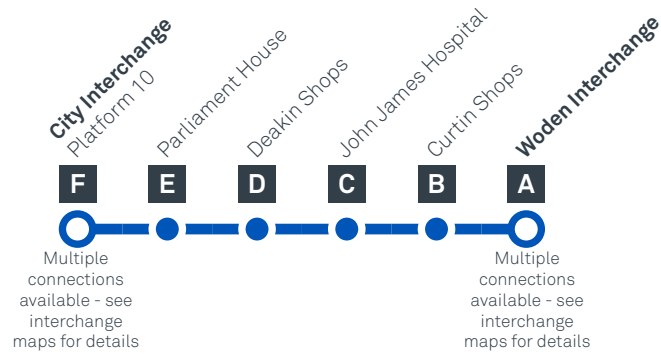 City Interchange
Platform 10
Parliament House
Deakin Shops
John James Hospital
Curtin Shops
Woden Interchange
F
E
D
C
B
A
Multiple
connections
available - see
interchange
maps for details
Multiple
connections
available - see
interchange
maps for details